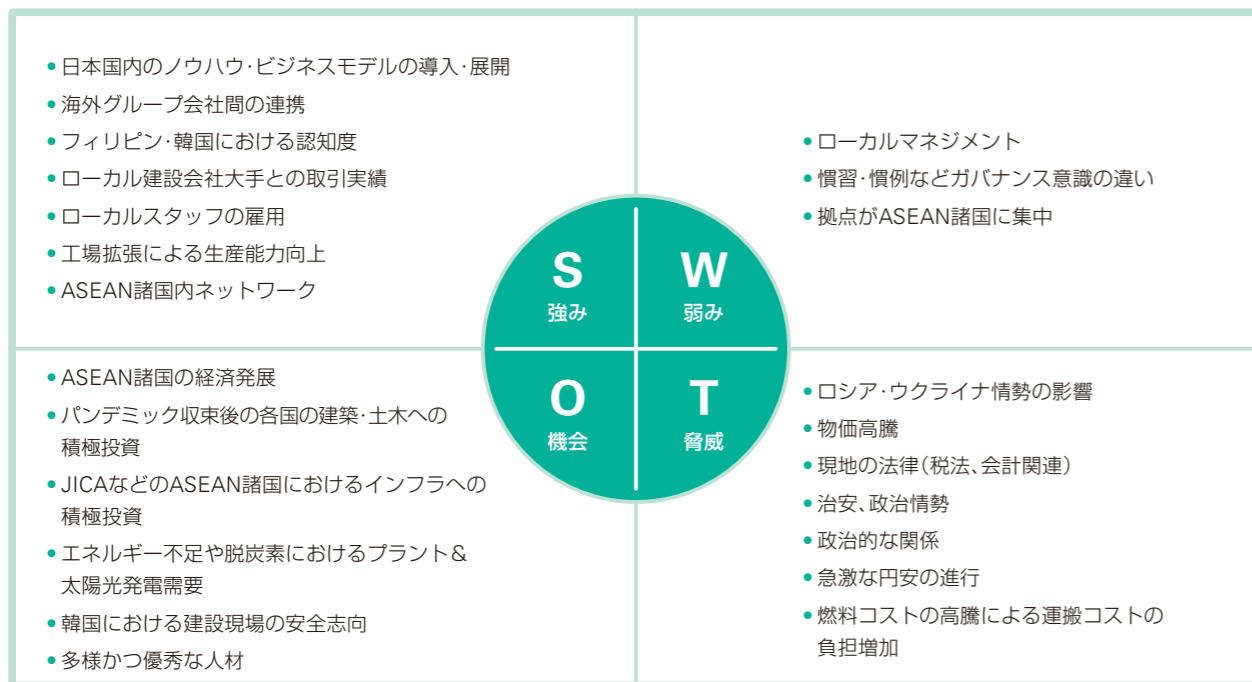 •日本国内のノウハウ･ビジネスモデルの導入･展開
•海外グループ会社間の連携
•フィリピン･韓国における認知度
•ローカル建設会社大手との取引実績
•ローカルスタッフの雇用
•工場拡張による生産能力向上
•ASEAN諸国内ネットワーク
•ローカルマネジメント
•慣習･慣例などガバナンス意識の違い
•拠点がASEAN諸国に集中
S
強み
W
弱み
O
機会
T
脅威
•ASEAN諸国の経済発展
•パンデミック収束後の各国の建築･土木への
積極投資
•JICAなどのASEAN諸国におけるインフラへの
積極投資
•エネルギー不足や脱炭素におけるプラント＆
太陽光発電需要
•韓国における建設現場の安全志向
•多様かつ優秀な人材
•ロシア･ウクライナ情勢の影響
•物価高騰
•現地の法律（税法、会計関連）
•治安、政治情勢
•政治的な関係
•急激な円安の進行
•燃料コストの高騰による運搬コストの
負担増加